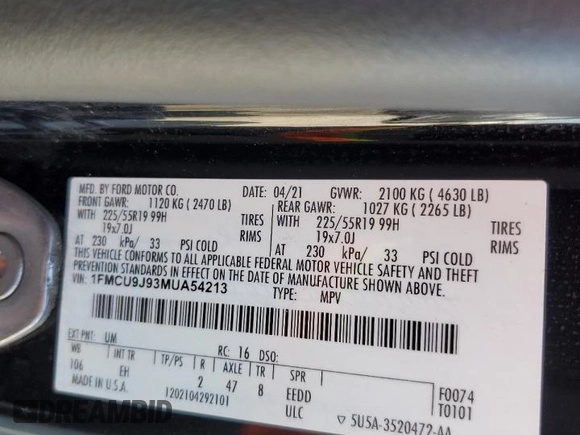 MFD. BY FORD MOTOR CO. 04/21 GVWR: 2100 KG ( 4630 LB)
FRONT GAWR: 1120 KG ( 2470 LB) REAR GAWR: 1027 KG ( 2265 LB)
WITH 225/55R19 99H TIRES WITH 225/55R19 99H TIRES
19x7.0J RIMS 19x7.0J RIMS
AT 230 kPa/ 33 PSI COLD AT 230 kPa/ 33 PSI COLD
THIS VEHICLE CONFORMS TO ALL APPLICABLE FEDERAL MOTOR VEHICLE SAFETY AND THEFT
PREVENTION STANDARDS IN EFFECT ON THE DATE OF MANUFACTURE SHOWN ABOVE.
VIN: 1FMCU9J93MUA54213
TYPE: MPV
EXT PNT: UM RC: 16 DSO:
WB INT TR TP/PS R AXLE TR SPR
106 EH 2 47 8 EEDD F0074
MADE IN U.S.A. 1202104292101 ULC T0101
▽ 5U5A-3520472-AA
DREAMBID